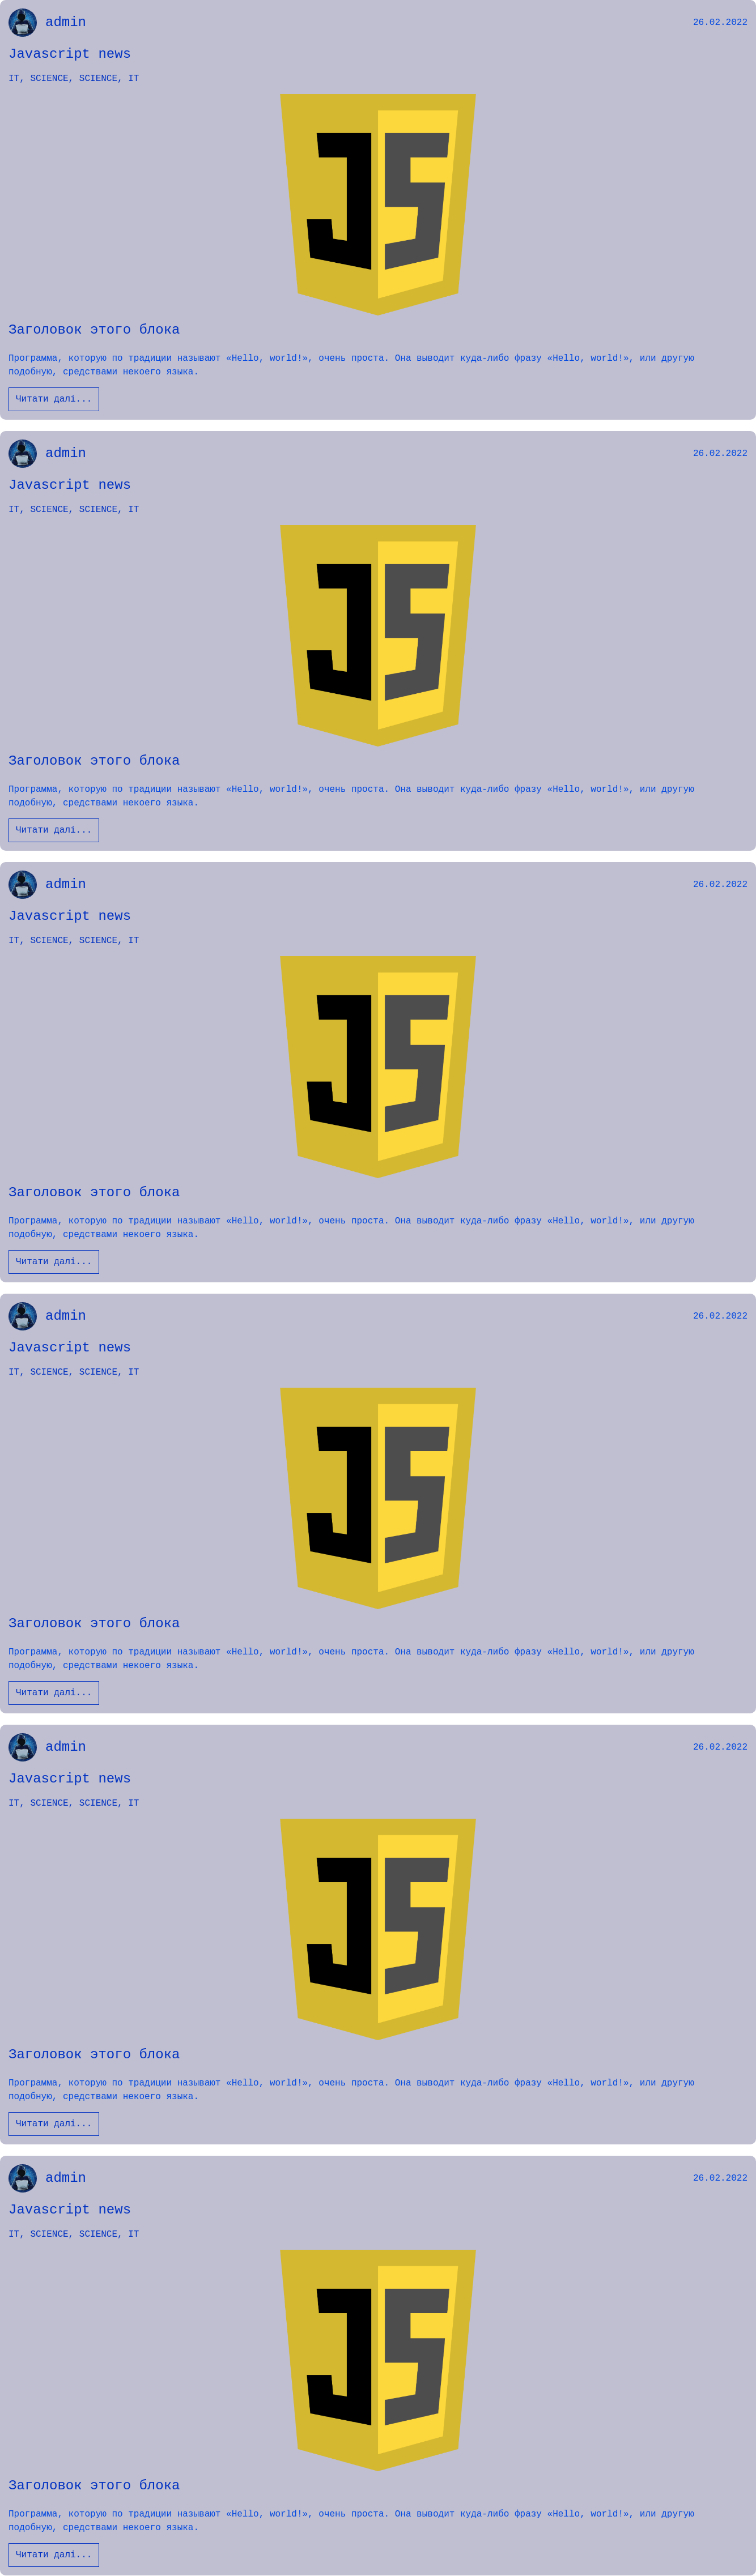 admin 26.02.2022
Javascript news
IT, SCIENCE, SCIENCE, IT
JS
Заголовок этого блока
Программа, которую по традиции называют «Hello, world!», очень проста. Она выводит куда-либо фразу «Hello, world!», или другую
подобную, средствами некоего языка.
Читати далі...
admin 26.02.2022
Javascript news
IT, SCIENCE, SCIENCE, IT
JS
Заголовок этого блока
Программа, которую по традиции называют «Hello, world!», очень проста. Она выводит куда-либо фразу «Hello, world!», или другую
подобную, средствами некоего языка.
Читати далі...
admin 26.02.2022
Javascript news
IT, SCIENCE, SCIENCE, IT
JS
Заголовок этого блока
Программа, которую по традиции называют «Hello, world!», очень проста. Она выводит куда-либо фразу «Hello, world!», или другую
подобную, средствами некоего языка.
Читати далі...
admin 26.02.2022
Javascript news
IT, SCIENCE, SCIENCE, IT
JS
Заголовок этого блока
Программа, которую по традиции называют «Hello, world!», очень проста. Она выводит куда-либо фразу «Hello, world!», или другую
подобную, средствами некоего языка.
Читати далі...
admin 26.02.2022
Javascript news
IT, SCIENCE, SCIENCE, IT
JS
Заголовок этого блока
Программа, которую по традиции называют «Hello, world!», очень проста. Она выводит куда-либо фразу «Hello, world!», или другую
подобную, средствами некоего языка.
Читати далі...
admin 26.02.2022
Javascript news
IT, SCIENCE, SCIENCE, IT
JS
Заголовок этого блока
Программа, которую по традиции называют «Hello, world!», очень проста. Она выводит куда-либо фразу «Hello, world!», или другую
подобную, средствами некоего языка.
Читати далі...